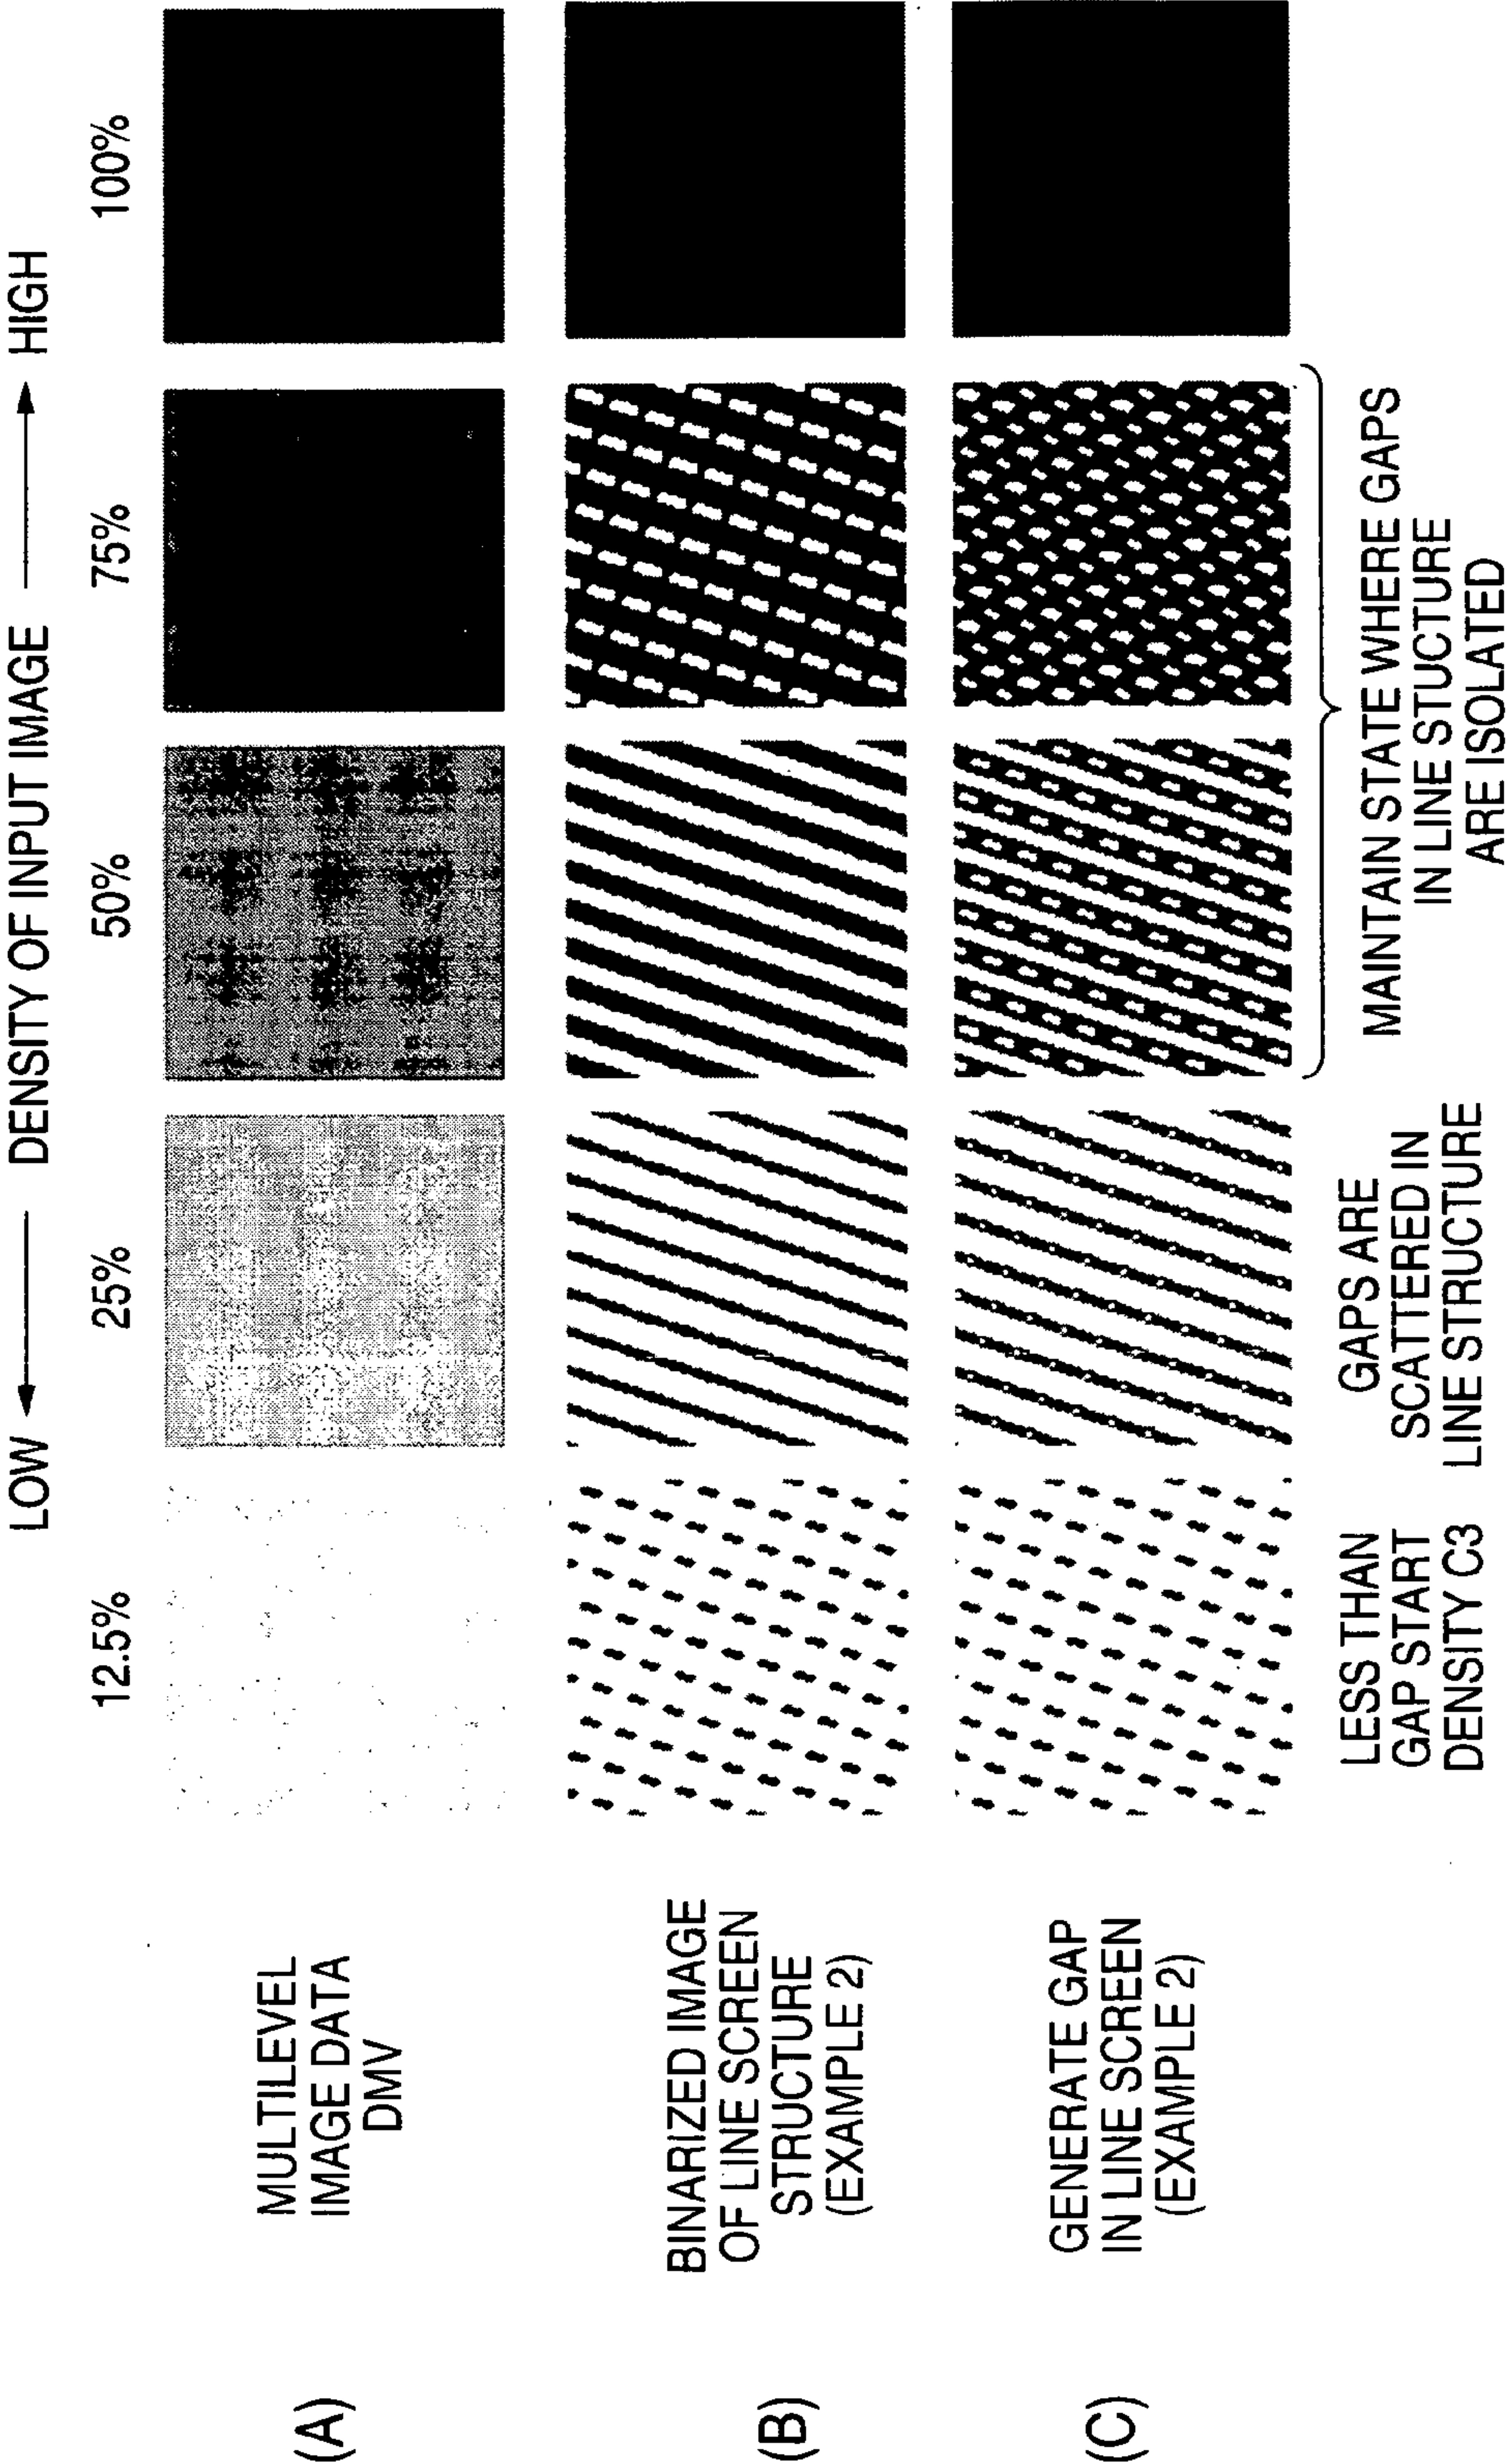 LOW ← DENSITY OF INPUT IMAGE → HIGH
12.5% 25% 50% 75% 100%
(A)
MULTILEVEL
IMAGE DATA
DMV
(B)
BINARIZED IMAGE
OF LINE SCREEN
STRUCTURE
(EXAMPLE 2)
(C)
GENERATE GAP
IN LINE SCREEN
(EXAMPLE 2)
LESS THAN
GAP START
DENSITY C3
GAPS ARE
SCATTERED IN
LINE STRUCTURE
MAINTAIN STATE WHERE GAPS
IN LINE STUCTURE
ARE ISOLATED